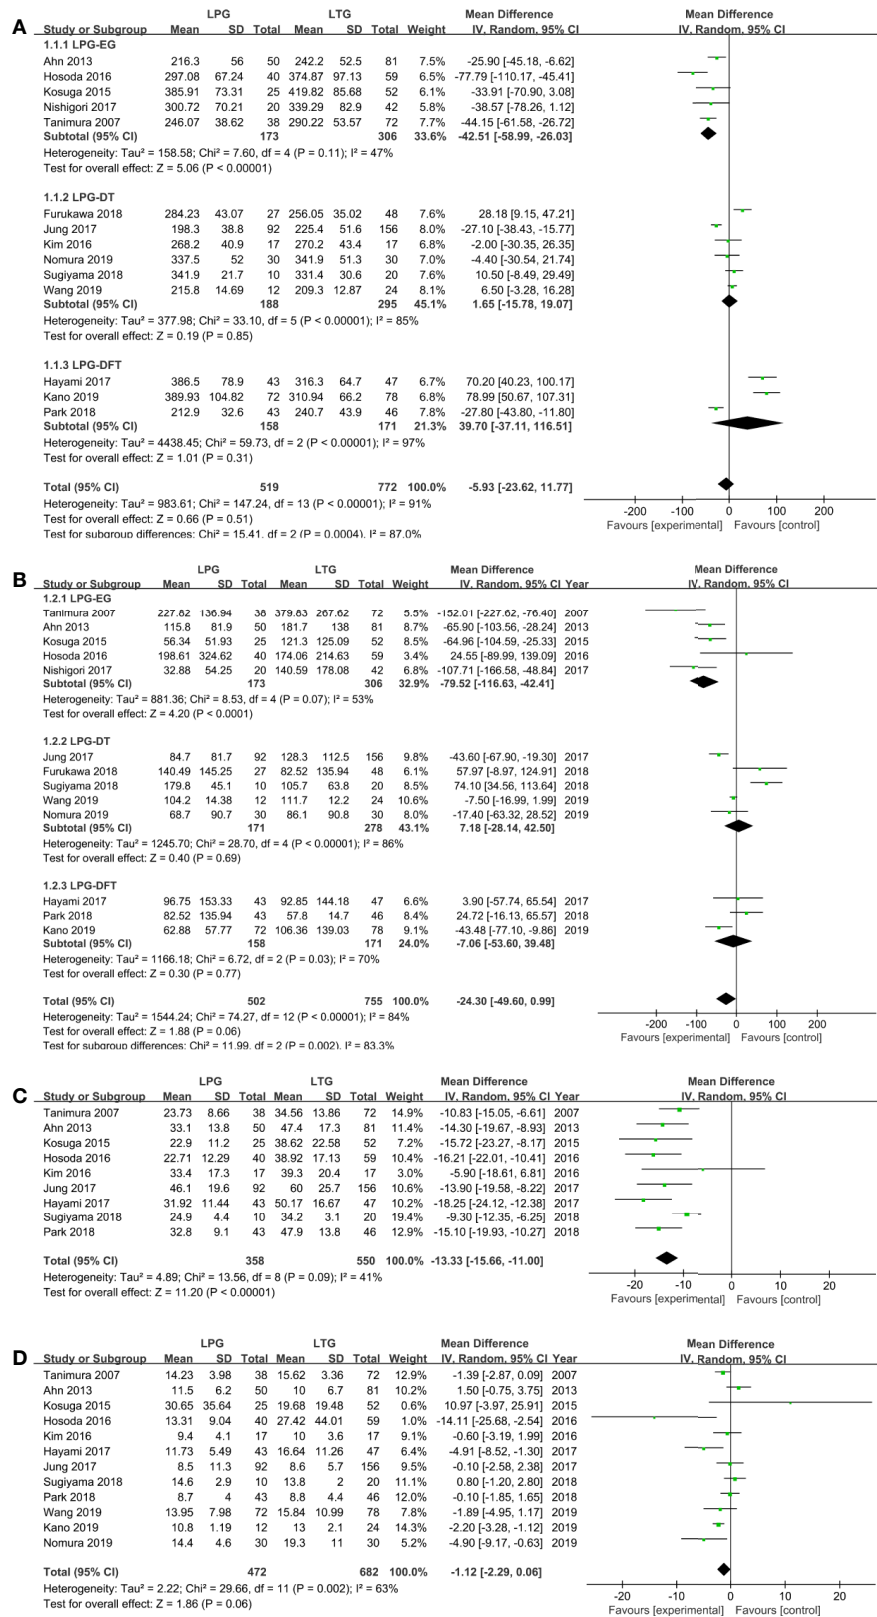 A
LPG LTG Mean Difference Mean Difference
Study or Subgroup Mean SD Total Mean SD Total Weight IV, Random, 95% CI IV, Random, 95% CI
1.1.1 LPG-EG
Ahn 2013 216.3 56 50 242.2 52.5 81 7.5% -25.90 [-45.18, -6.62]
Hosoda 2016 297.08 67.24 40 374.87 97.13 59 6.5% -77.79 [-110.17, -45.41]
Kosuga 2015 385.91 73.31 25 419.82 85.68 52 6.2% -33.91 [-70.90, 3.08]
Nishigori 2017 300.72 70.21 20 339.29 82.9 42 5.8% -38.57 [-78.26, 1.12]
Tanimura 2007 246.07 38.62 38 290.22 53.57 72 7.7% -44.15 [-61.58, -26.72]
Subtotal (95% CI) 173 306 33.6% -42.51 [-58.99, -26.03]
Heterogeneity: Tau² = 158.58; Chi² = 7.60, df = 4 (P = 0.11); I² = 47%
Test for overall effect: Z = 5.06 (P < 0.00001)
1.1.2 LPG-DT
Furukawa 2018 284.23 43.07 27 256.05 35.02 48 7.6% 28.18 [9.15, 47.21]
Jung 2017 198.3 38.8 92 225.4 51.6 156 8.0% -27.10 [-38.43, -15.77]
Kim 2016 268.2 40.9 17 270.2 43.4 17 6.8% -2.00 [-30.35, 26.35]
Nomura 2019 337.5 52 30 341.9 51.3 30 7.0% -4.40 [-30.54, 21.74]
Sugiyama 2018 341.9 21.7 10 331.4 30.6 20 7.6% 10.50 [-8.49, 29.49]
Wang 2019 215.8 14.69 12 209.3 12.87 24 8.1% 6.50 [-3.28, 16.28]
Subtotal (95% CI) 188 295 45.1% 1.65 [-15.78, 19.07]
Heterogeneity: Tau² = 377.98; Chi² = 33.10, df = 5 (P < 0.00001); I² = 85%
Test for overall effect: Z = 0.19 (P = 0.85)
1.1.3 LPG-DFT
Hayami 2017 386.5 78.9 43 316.3 64.7 47 6.7% 70.20 [40.23, 100.17]
Kano 2019 389.93 104.82 72 310.94 66.2 78 6.8% 78.99 [50.67, 107.31]
Park 2018 212.9 32.6 43 240.7 43.9 46 7.8% -27.80 [-43.80, -11.80]
Subtotal (95% CI) 158 171 21.3% 39.70 [-37.11, 116.51]
Heterogeneity: Tau² = 4438.45; Chi² = 59.73, df = 2 (P < 0.00001); I² = 97%
Test for overall effect: Z = 1.01 (P = 0.31)
Total (95% CI) 519 772 100.0% -5.93 [-23.62, 11.77]
Heterogeneity: Tau² = 983.61; Chi² = 147.24, df = 13 (P < 0.00001); I² = 91%
Test for overall effect: Z = 0.66 (P = 0.51)
Test for subgroup differences: Chi² = 15.41, df = 2 (P = 0.0004), I² = 87.0%
-200 -100 0 100 200
Favours [experimental] Favours [control]
B
LPG LTG Mean Difference Mean Difference
Study or Subgroup Mean SD Total Mean SD Total Weight IV, Random, 95% CI Year IV, Random, 95% CI
1.2.1 LPG-EG
Tanimura 2007 227.82 136.94 38 379.83 267.62 72 5.5% -152.01 [-227.62, -76.40] 2007
Ahn 2013 115.8 81.9 50 181.7 138 81 8.7% -65.90 [-103.56, -28.24] 2013
Kosuga 2015 56.34 51.93 25 121.3 125.09 52 8.5% -64.96 [-104.59, -25.33] 2015
Hosoda 2016 198.61 324.62 40 174.06 214.63 59 3.4% 24.55 [-89.99, 139.09] 2016
Nishigori 2017 32.88 54.25 20 140.59 178.08 42 6.8% -107.71 [-166.58, -48.84] 2017
Subtotal (95% CI) 173 306 32.9% -79.52 [-116.63, -42.41]
Heterogeneity: Tau² = 881.36; Chi² = 8.53, df = 4 (P = 0.07); I² = 53%
Test for overall effect: Z = 4.20 (P < 0.0001)
1.2.2 LPG-DT
Jung 2017 84.7 81.7 92 128.3 112.5 156 9.8% -43.60 [-67.90, -19.30] 2017
Furukawa 2018 140.49 145.25 27 82.52 135.94 48 6.1% 57.97 [-8.97, 124.91] 2018
Sugiyama 2018 179.8 45.1 10 105.7 63.8 20 8.5% 74.10 [34.56, 113.64] 2018
Wang 2019 104.2 14.38 12 111.7 12.2 24 10.6% -7.50 [-16.99, 1.99] 2019
Nomura 2019 68.7 90.7 30 86.1 90.8 30 8.0% -17.40 [-63.32, 28.52] 2019
Subtotal (95% CI) 171 278 43.1% 7.18 [-28.14, 42.50]
Heterogeneity: Tau² = 1245.70; Chi² = 28.70, df = 4 (P < 0.00001); I² = 86%
Test for overall effect: Z = 0.40 (P = 0.69)
1.2.3 LPG-DFT
Hayami 2017 96.75 153.33 43 92.85 144.18 47 6.6% 3.90 [-57.74, 65.54] 2017
Park 2018 82.52 135.94 43 57.8 14.7 46 8.4% 24.72 [-16.13, 65.57] 2018
Kano 2019 62.88 57.77 72 106.36 139.03 78 9.1% -43.48 [-77.10, -9.86] 2019
Subtotal (95% CI) 158 171 24.0% -7.06 [-53.60, 39.48]
Heterogeneity: Tau² = 1166.18; Chi² = 6.72, df = 2 (P = 0.03); I² = 70%
Test for overall effect: Z = 0.30 (P = 0.77)
Total (95% CI) 502 755 100.0% -24.30 [-49.60, 0.99]
Heterogeneity: Tau² = 1544.24; Chi² = 74.27, df = 12 (P < 0.00001); I² = 84%
Test for overall effect: Z = 1.88 (P = 0.06)
Test for subgroup differences: Chi² = 11.99, df = 2 (P = 0.002), I² = 83.3%
-200 -100 0 100 200
Favours [experimental] Favours [control]
C
LPG LTG Mean Difference Mean Difference
Study or Subgroup Mean SD Total Mean SD Total Weight IV, Random, 95% CI Year IV, Random, 95% CI
Tanimura 2007 23.73 8.66 38 34.56 13.86 72 14.9% -10.83 [-15.05, -6.61] 2007
Ahn 2013 33.1 13.8 50 47.4 17.3 81 11.4% -14.30 [-19.67, -8.93] 2013
Kosuga 2015 22.9 11.2 25 38.62 22.58 52 7.2% -15.72 [-23.27, -8.17] 2015
Hosoda 2016 22.71 12.29 40 38.92 17.13 59 10.4% -16.21 [-22.01, -10.41] 2016
Kim 2016 33.4 17.3 17 39.3 20.4 17 3.0% -5.90 [-18.61, 6.81] 2016
Jung 2017 46.1 19.6 92 60 25.7 156 10.6% -13.90 [-19.58, -8.22] 2017
Hayami 2017 31.92 11.44 43 50.17 16.67 47 10.2% -18.25 [-24.12, -12.38] 2017
Sugiyama 2018 24.9 4.4 10 34.2 3.1 20 19.4% -9.30 [-12.35, -6.25] 2018
Park 2018 32.8 9.1 43 47.9 13.8 46 12.9% -15.10 [-19.93, -10.27] 2018
Total (95% CI) 358 550 100.0% -13.33 [-15.66, -11.00]
Heterogeneity: Tau² = 4.89; Chi² = 13.56, df = 8 (P = 0.09); I² = 41%
Test for overall effect: Z = 11.20 (P < 0.00001)
-20 -10 0 10 20
Favours [experimental] Favours [control]
D
LPG LTG Mean Difference Mean Difference
Study or Subgroup Mean SD Total Mean SD Total Weight IV, Random, 95% CI Year IV, Random, 95% CI
Tanimura 2007 14.23 3.98 38 15.62 3.36 72 12.9% -1.39 [-2.87, 0.09] 2007
Ahn 2013 11.5 6.2 50 10 6.7 81 10.2% 1.50 [-0.75, 3.75] 2013
Kosuga 2015 30.65 35.64 25 19.68 19.48 52 0.6% 10.97 [-3.97, 25.91] 2015
Hosoda 2016 13.31 9.04 40 27.42 44.01 59 1.0% -14.11 [-25.68, -2.54] 2016
Kim 2016 9.4 4.1 17 10 3.6 17 9.0% -0.60 [-3.19, 1.99] 2016
Hayami 2017 11.73 5.49 43 16.64 11.26 47 6.4% -4.91 [-8.52, -1.30] 2017
Jung 2017 8.5 11.3 92 8.6 5.7 156 9.5% -0.10 [-2.58, 2.38] 2017
Sugiyama 2018 14.6 2.9 10 13.8 2 20 11.1% 0.80 [-1.20, 2.80] 2018
Park 2018 8.7 4 43 8.8 4.4 46 12.0% -0.10 [-1.85, 1.65] 2018
Wang 2019 13.95 7.98 72 15.84 10.99 78 7.8% -1.89 [-4.95, 1.17] 2019
Kano 2019 10.8 1.19 12 13 2.1 24 14.3% -2.20 [-3.28, -1.12] 2019
Nomura 2019 14.4 4.6 30 19.3 11 30 5.2% -4.90 [-9.17, -0.63] 2019
Total (95% CI) 472 682 100.0% -1.12 [-2.29, 0.06]
Heterogeneity: Tau² = 2.22; Chi² = 29.66, df = 11 (P = 0.002); I² = 63%
Test for overall effect: Z = 1.86 (P = 0.06)
-20 -10 0 10 20
Favours [experimental] Favours [control]